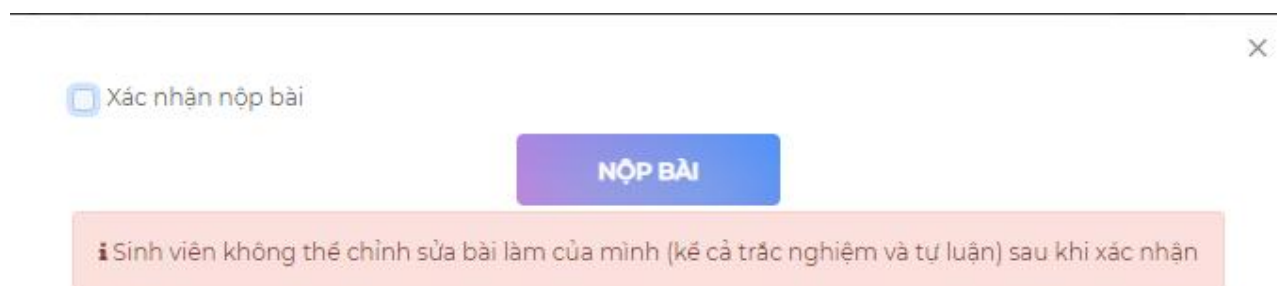 Xác nhận nộp bài
NỘP BÀI
i Sinh viên không thể chỉnh sửa bài làm của mình (kể cả trắc nghiệm và tự luận) sau khi xác nhận